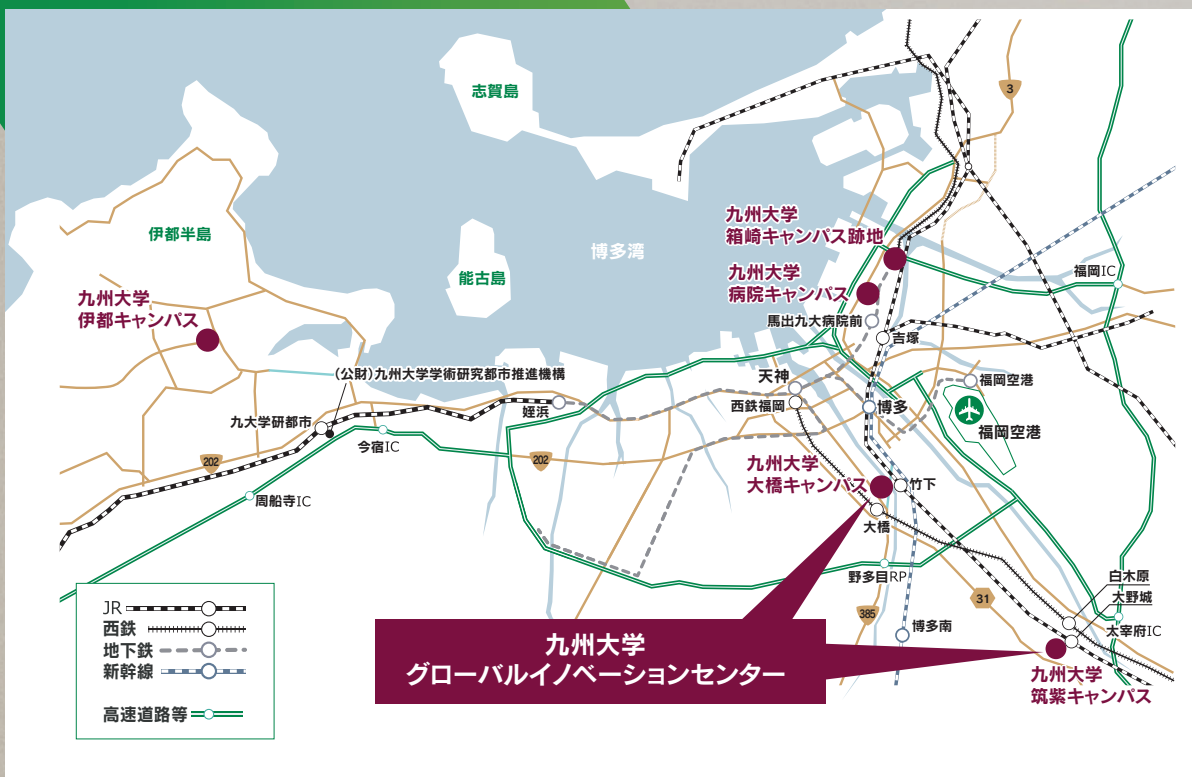 志賀島
3
伊都半島
博多湾
能古島
九州大学
箱崎キャンパス跡地
九州大学
病院キャンパス
福岡IC
九州大学
伊都キャンパス
馬出九大病院前
吉塚
(公財)九州大学学術研究都市推進機構
天神
福岡空港
西鉄福岡
姪浜
博多
九大学研都市
福岡空港
今宿IC
202
202
九州大学
大橋キャンパス
竹下
周船寺IC
大橋
野多目RP
白木原
大野城
31
385
太宰府IC
博多南
九州大学
グローバルイノベーションセンター
九州大学
筑紫キャンパス
JR
西鉄
地下鉄
新幹線
高速道路等